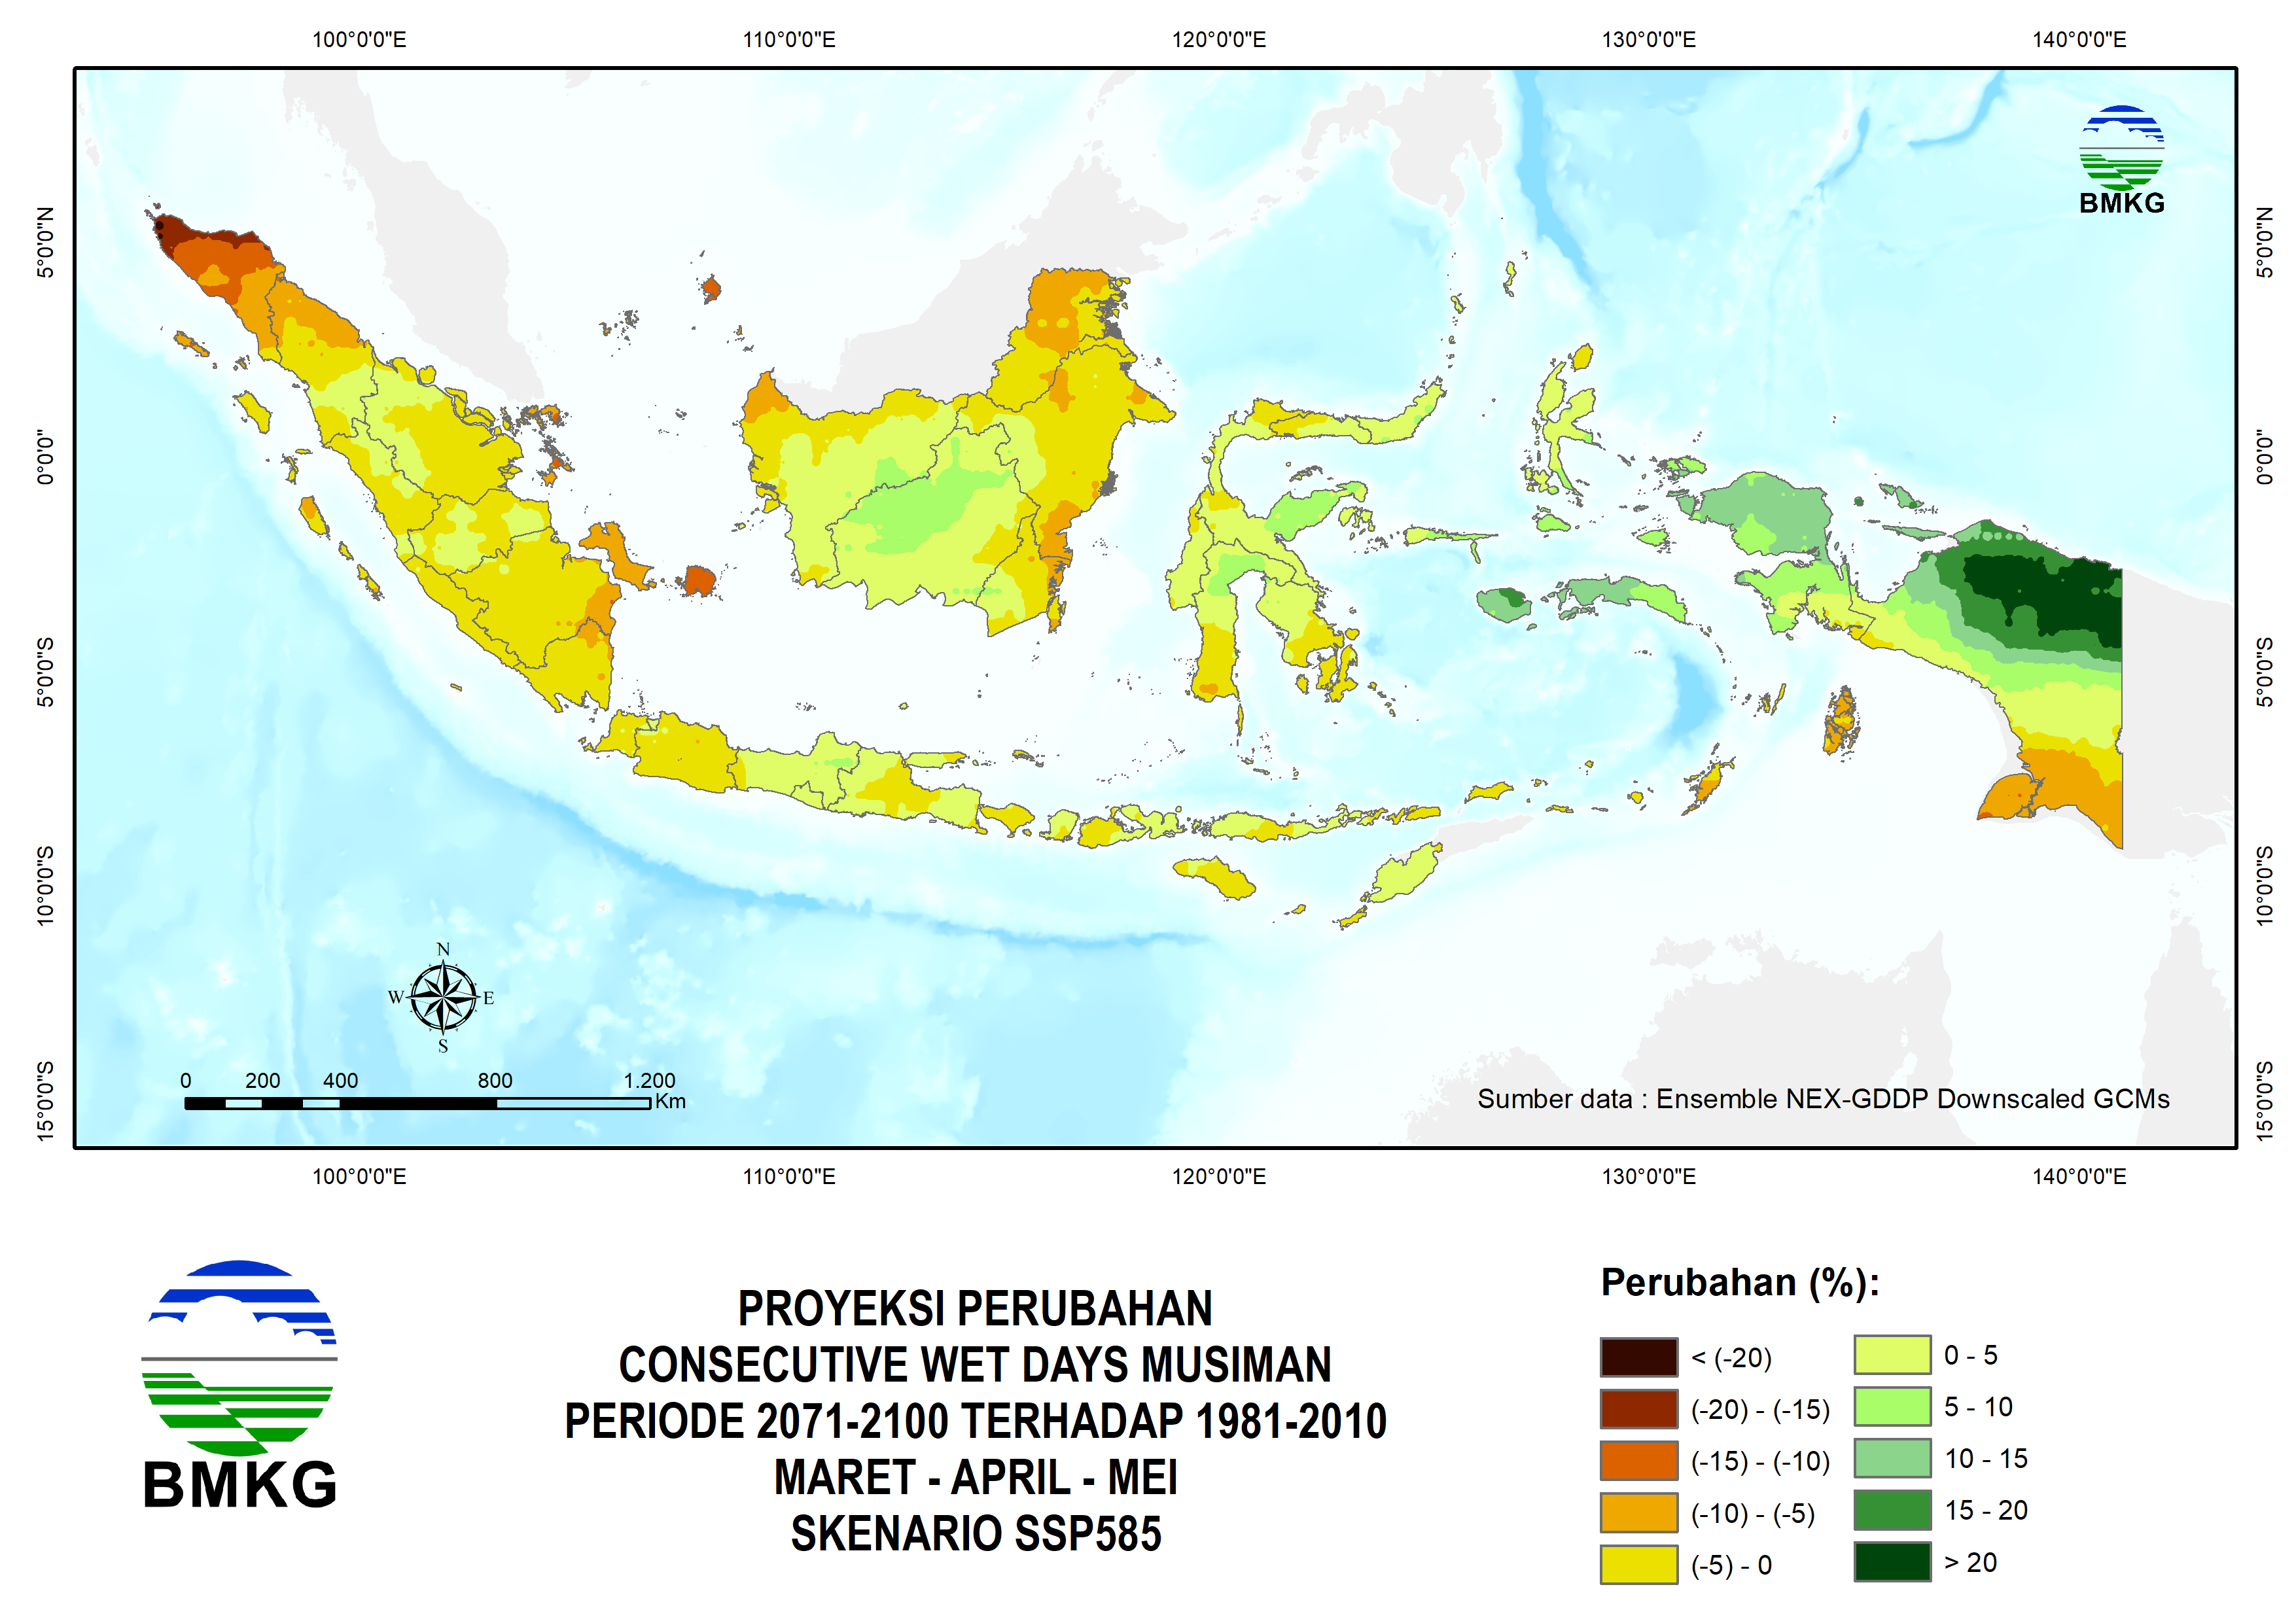 100°0'0"E 110°0'0"E 120°0'0"E 130°0'0"E 140°0'0"E
BMKG
5°0'0"N
5°0'0"N
0°0'0"
0°0'0"
5°0'0"S
5°0'0"S
10°0'0"S
10°0'0"S
15°0'0"S
15°0'0"S
N
W E
S
0 200 400 800 1.200
Km
Sumber data : Ensemble NEX-GDDP Downscaled GCMs
100°0'0"E 110°0'0"E 120°0'0"E 130°0'0"E 140°0'0"E
BMKG
PROYEKSI PERUBAHAN
CONSECUTIVE WET DAYS MUSIMAN
PERIODE 2071-2100 TERHADAP 1981-2010
MARET - APRIL - MEI
SKENARIO SSP585
Perubahan (%):
< (-20)
(-20) - (-15)
(-15) - (-10)
(-10) - (-5)
(-5) - 0
0 - 5
5 - 10
10 - 15
15 - 20
> 20